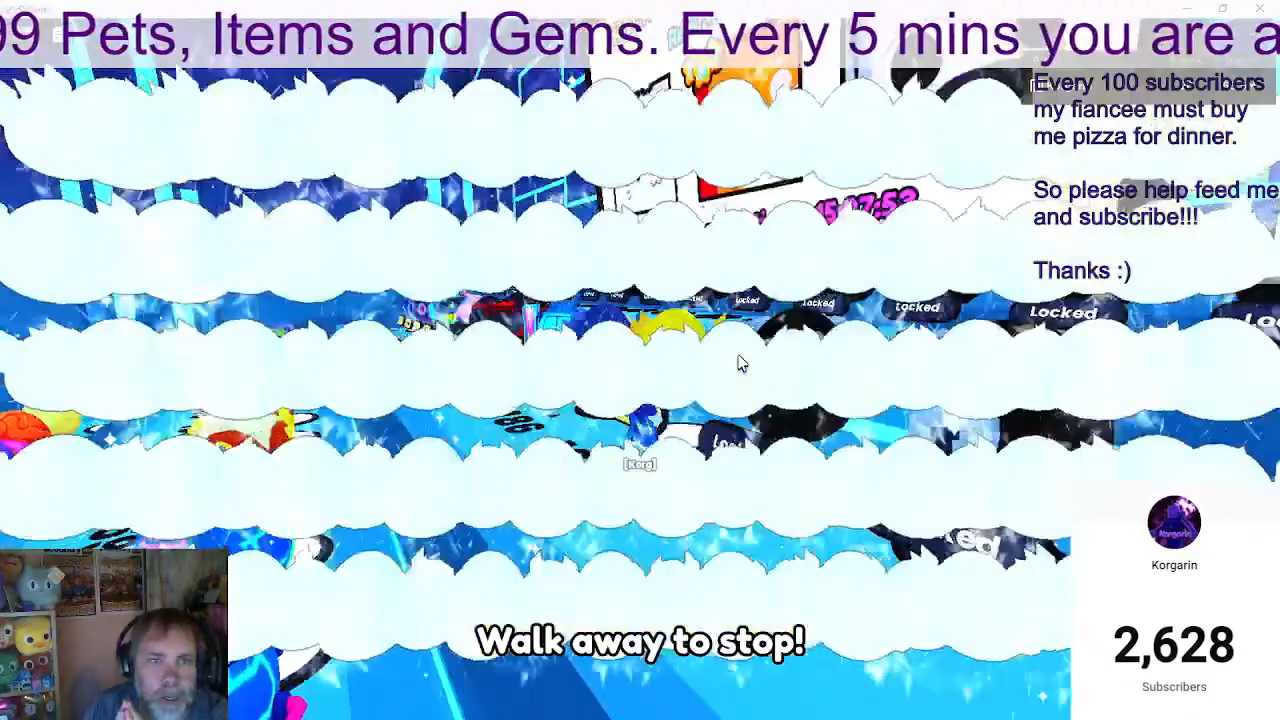 99 Pets, Items and Gems. Every 5 mins you are a
Every 100 subscribers
my fiancee must buy
me pizza for dinner.
So please help feed me
and subscribe!!!
Thanks :)
Locked
Locked
Locked
Locked
[Korg]
Walk away to stop!
Korgarin
Korgarin
2,628
Subscribers